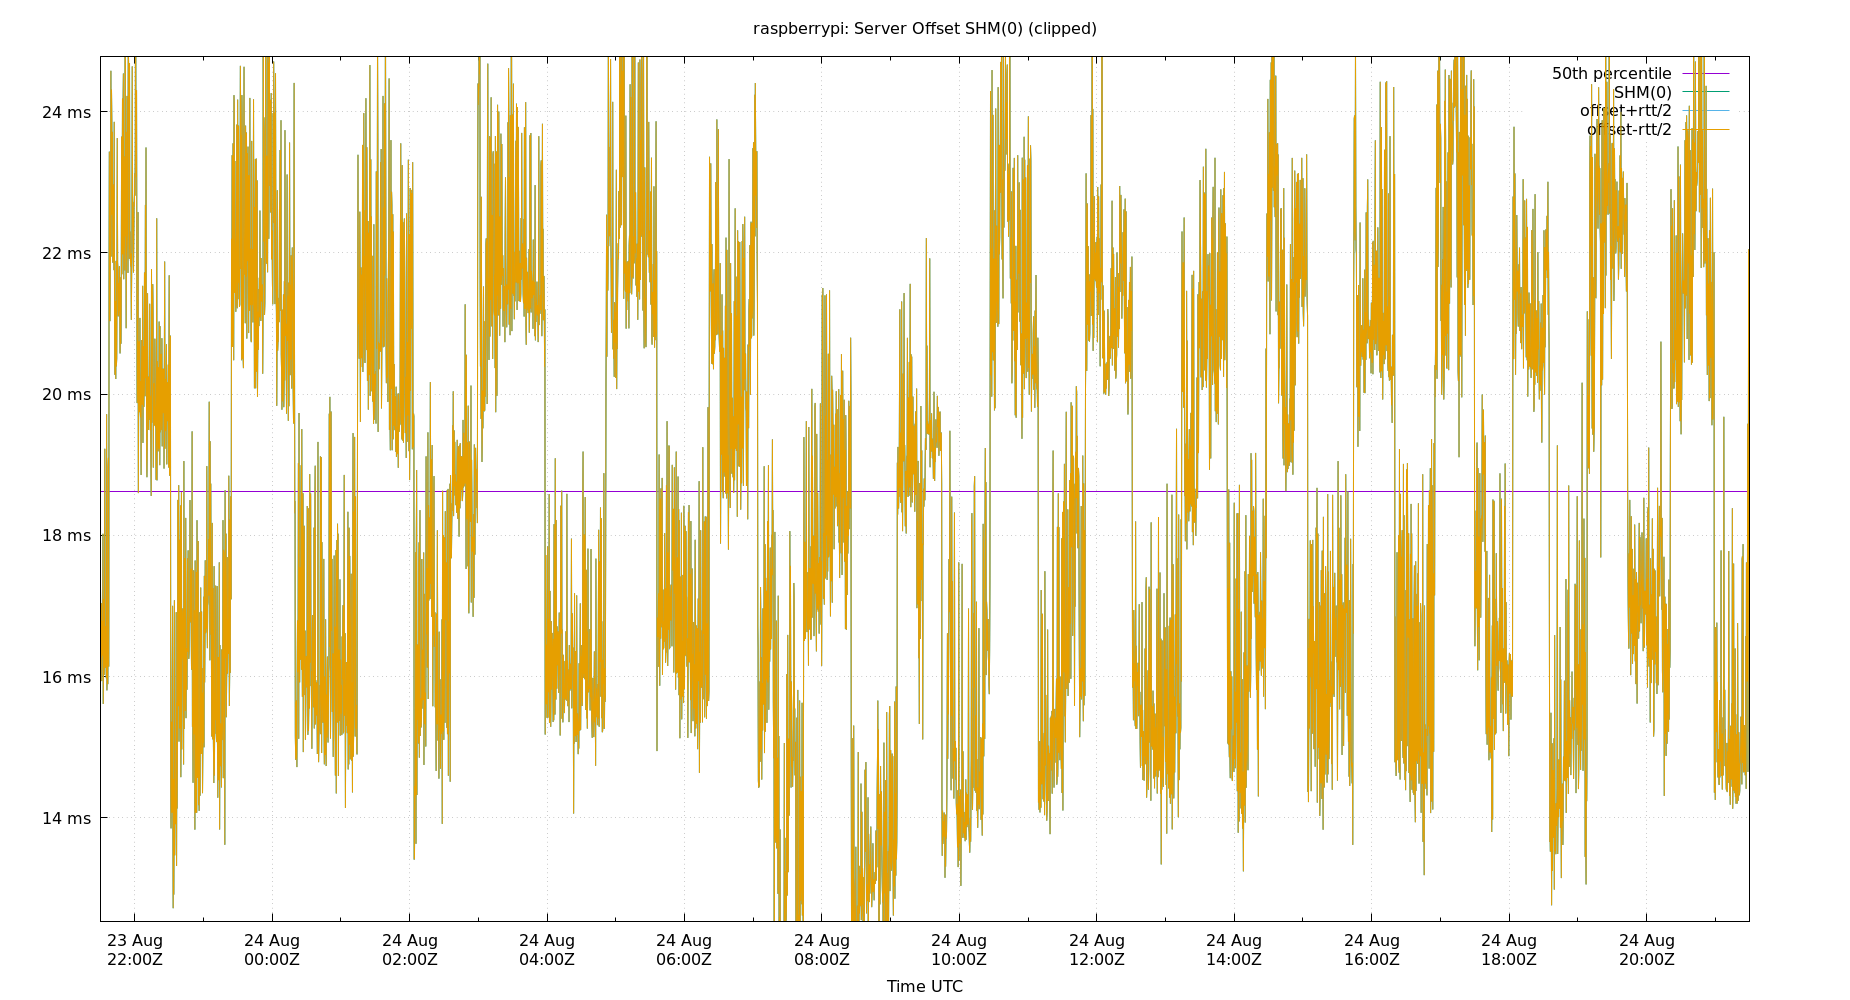 raspberrypi: Server Offset SHM(0) (clipped)
50th percentile
SHM(0)
offset+rtt/2
offset-rtt/2
24 ms
22 ms
20 ms
18 ms
16 ms
14 ms
23 Aug 24 Aug 24 Aug 24 Aug 24 Aug 24 Aug 24 Aug 24 Aug 24 Aug 24 Aug 24 Aug 24 Aug
22:00Z 00:00Z 02:00Z 04:00Z 06:00Z 08:00Z 10:00Z 12:00Z 14:00Z 16:00Z 18:00Z 20:00Z
Time UTC